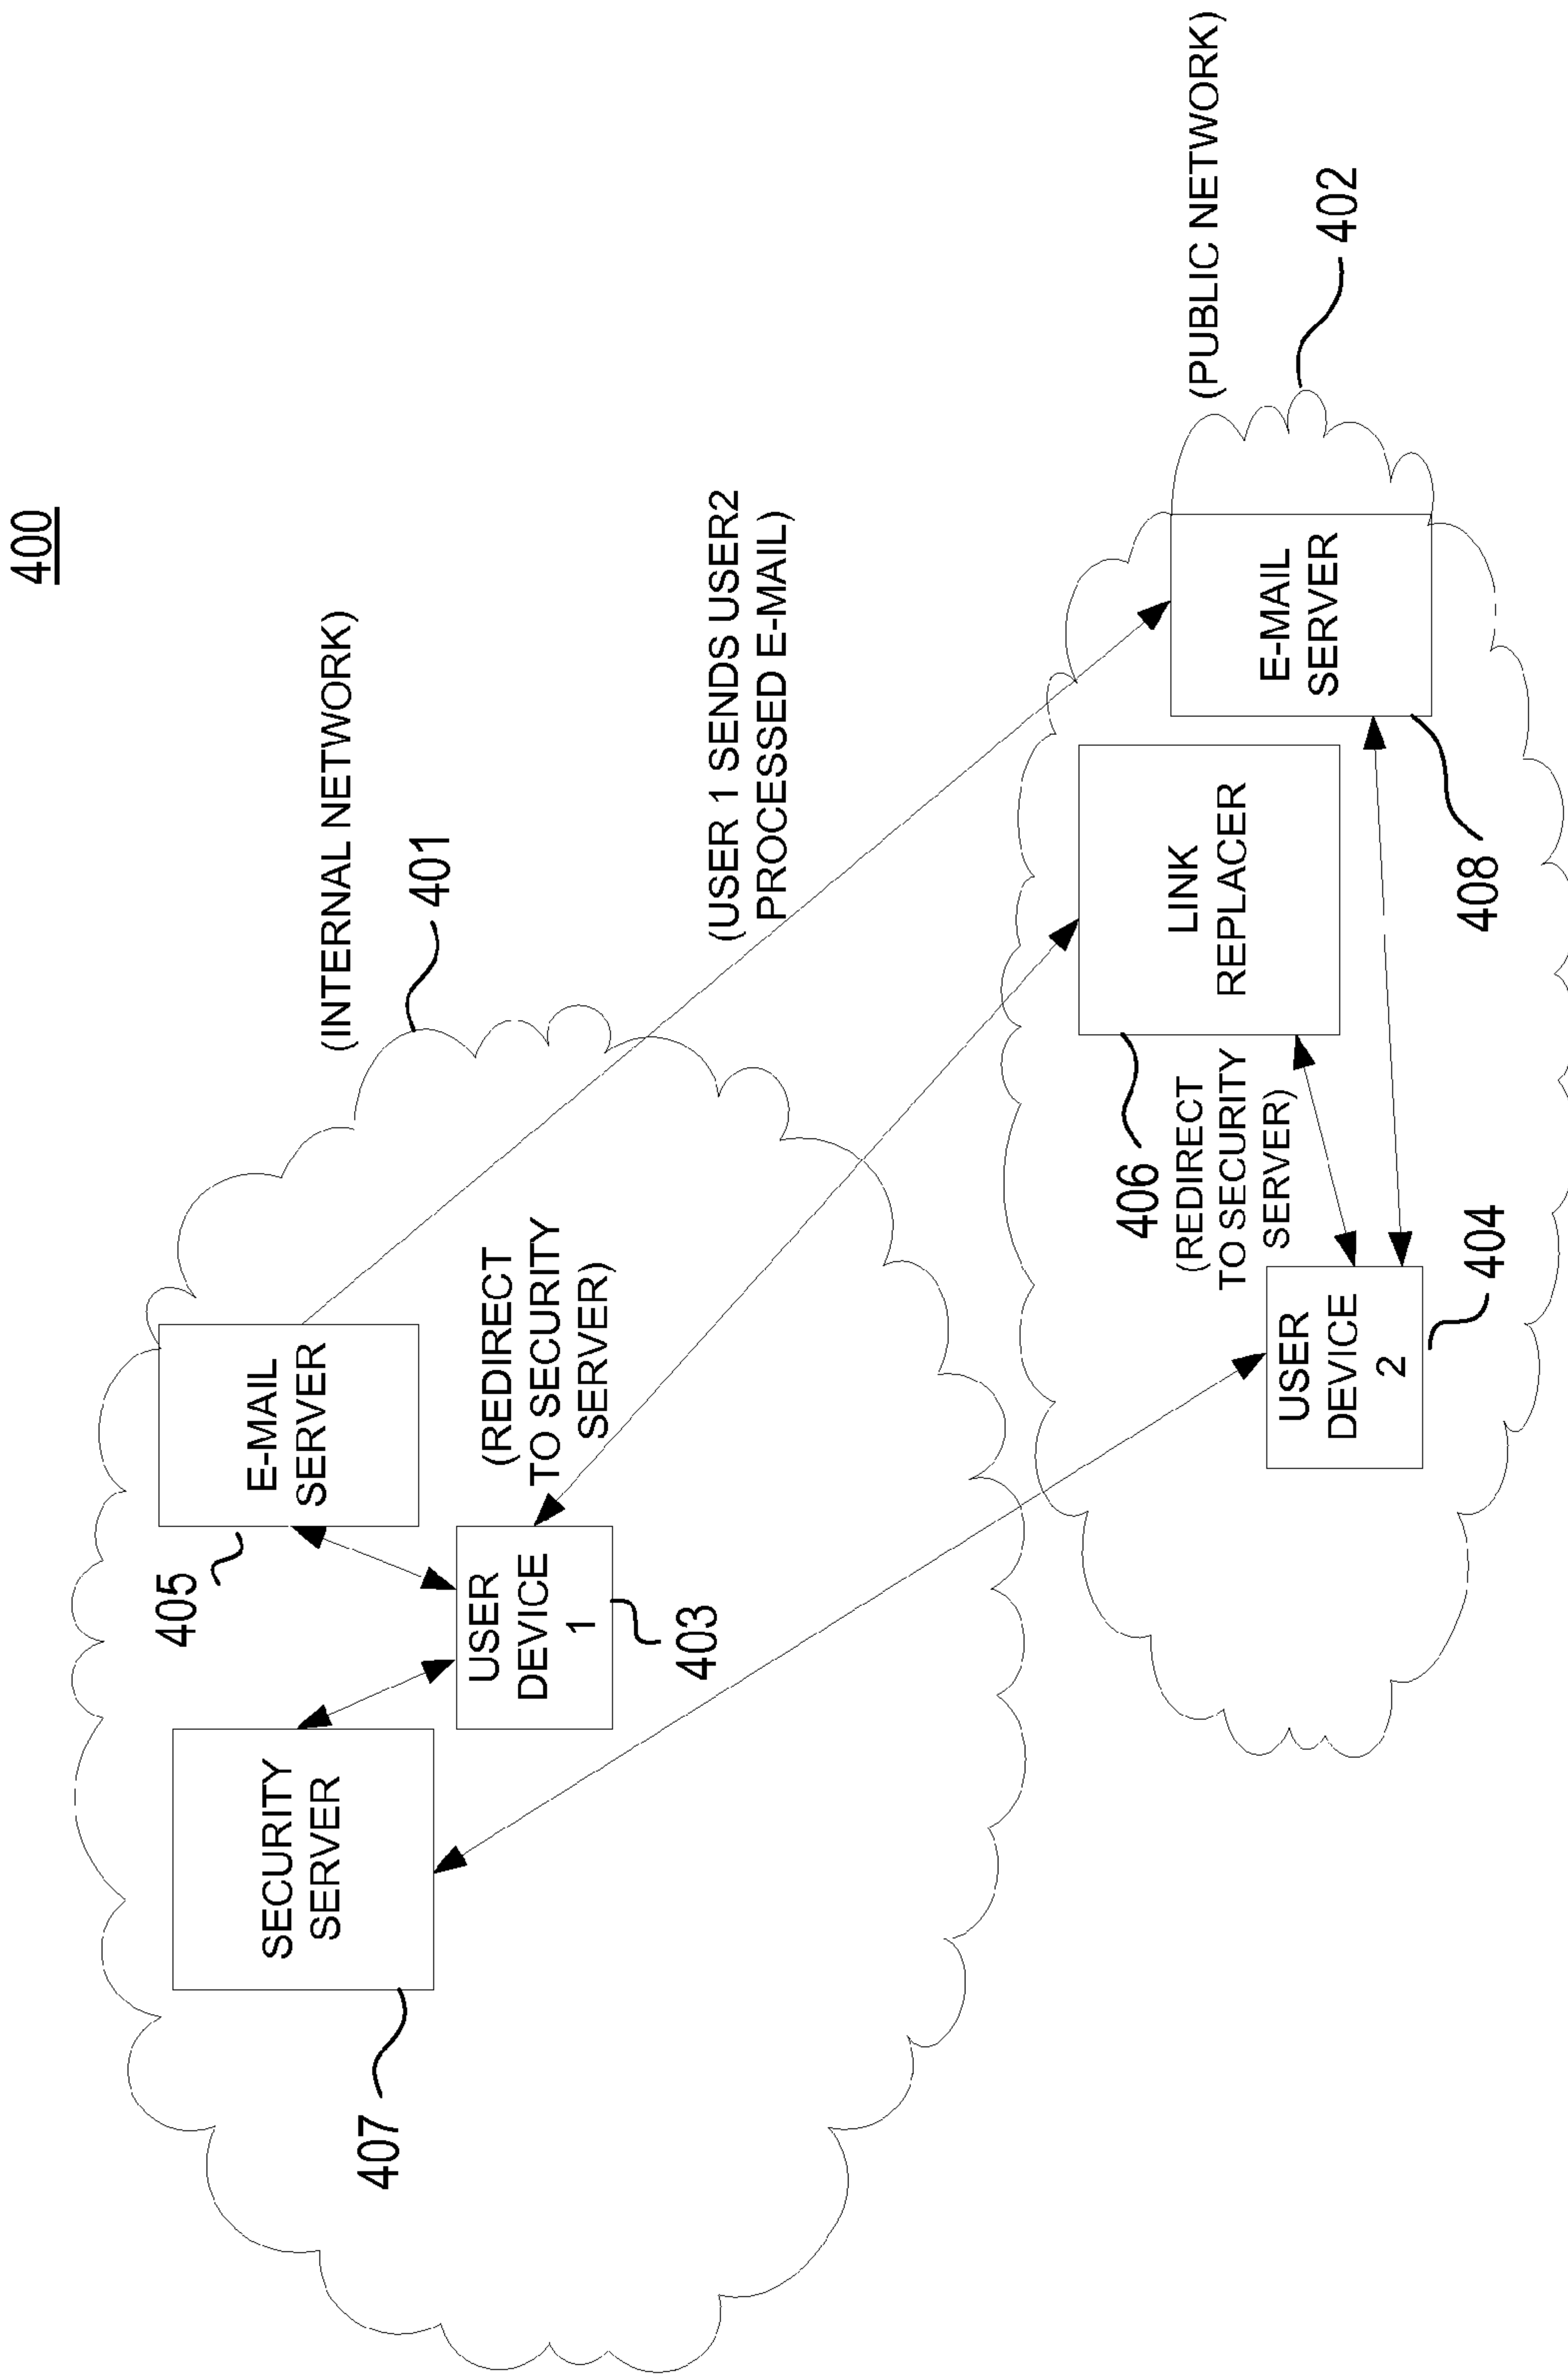 400
(INTERNAL NETWORK)
401
E-MAIL
SERVER
405
SECURITY
SERVER
407
USER
DEVICE
1
403
(REDIRECT
TO SECURITY
SERVER)
(USER 1 SENDS USER2
PROCESSED E-MAIL)
(PUBLIC NETWORK)
402
LINK
REPLACER
406
(REDIRECT
TO SECURITY
SERVER)
E-MAIL
SERVER
408
USER
DEVICE
2
404